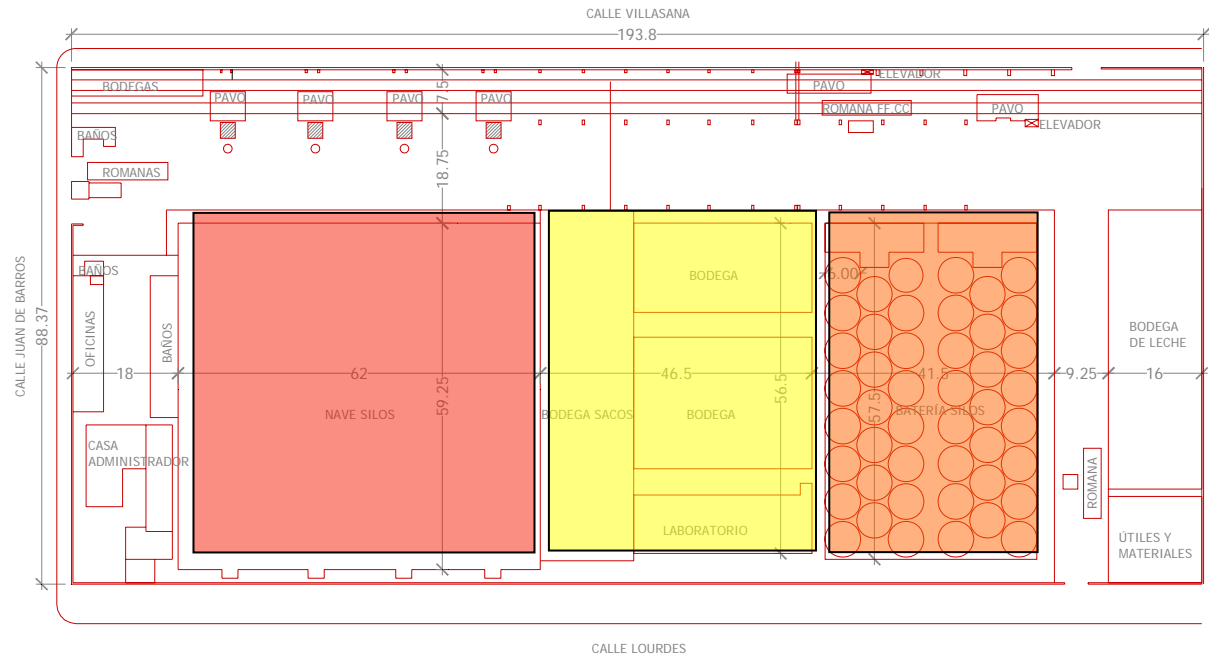 CALLE VILLASANA
193.8
BODEGAS
PAVO
PAVO
PAVO
PAVO
7.5
PAVO
ELEVADOR
ROMANA FF.CC
PAVO
ELEVADOR
BAÑOS
ROMANAS
18.75
BAÑOS
OFICINAS
BAÑOS
CALLE JUAN DE BARROS
88.37
18
62
59.25
NAVE SILOS
46.5
BODEGA SACOS
BODEGA
BODEGA
56.5
LABORATORIO
6.00
41.5
57.5
BATERÍA SILOS
9.25
16
BODEGA
DE LECHE
CASA
ADMINISTRADOR
ROMANA
ÚTILES Y
MATERIALES
CALLE LOURDES